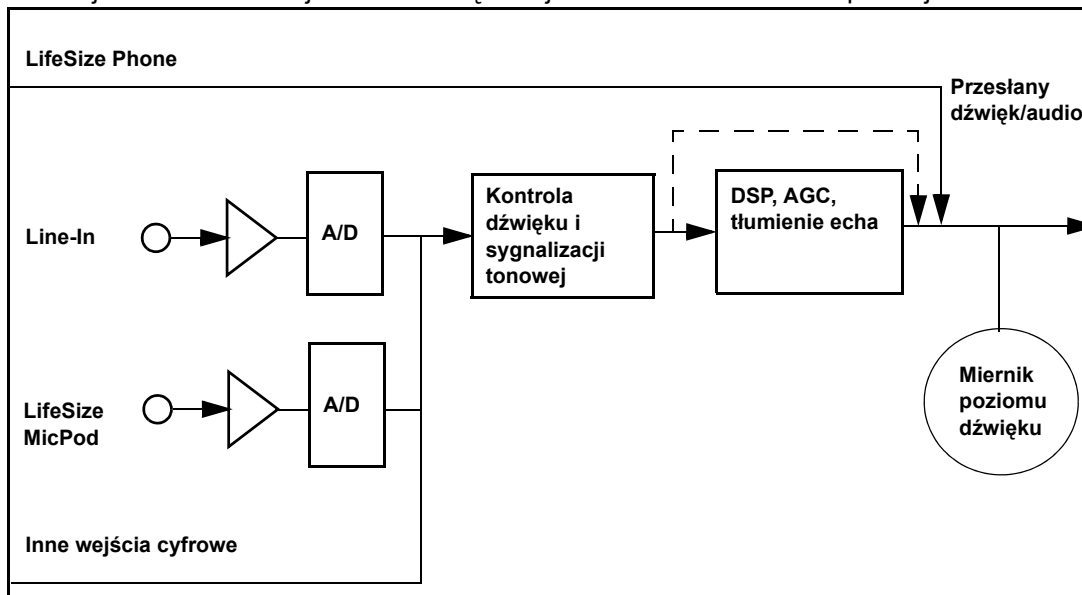 LifeSize Phone
Przesłany
dźwięk/audio
Line-In
A/D
Kontrola
dźwięku i
sygnalizacji
tonowej
DSP, AGC,
tłumienie echa
LifeSize
MicPod
A/D
Miernik
poziomu
dźwięku
Inne wejścia cyfrowe